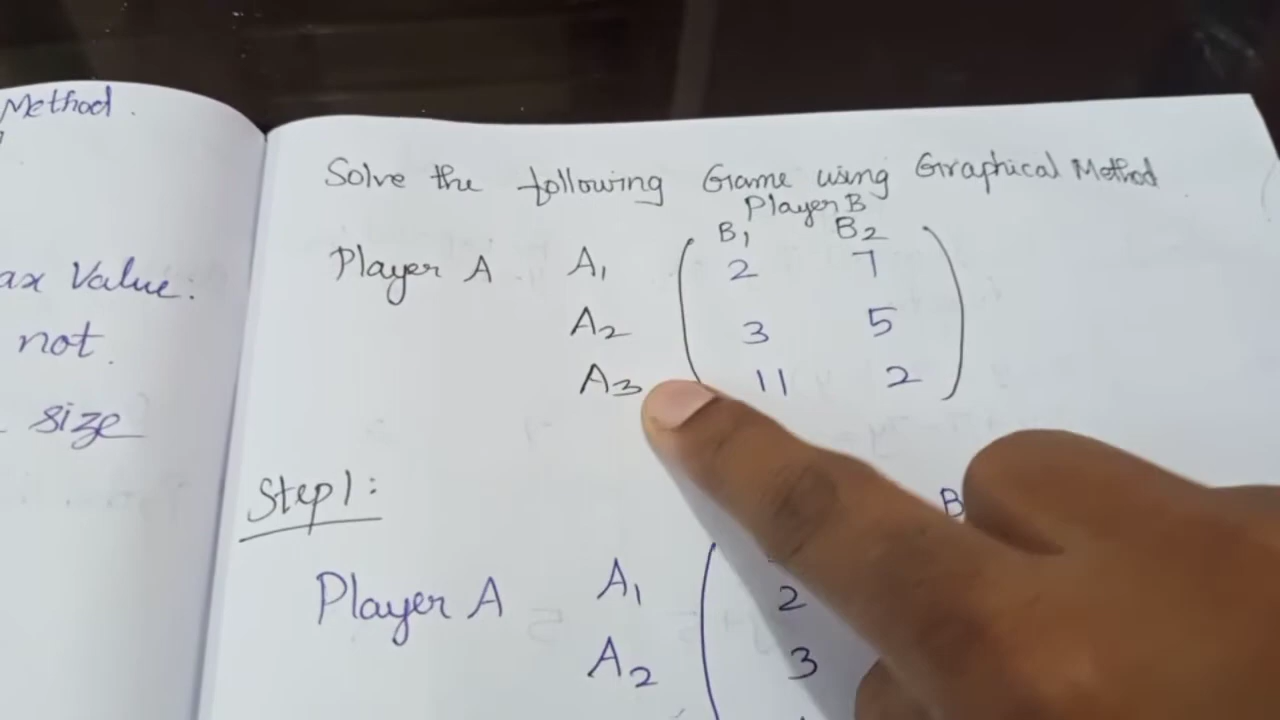 Method.
ax Value:
not.
size
Solve the following Game using Graphical Method
Player B
B1 B2
Player A A1 2 7
A2 3 5
A3 11 2
Step 1:
B
Player A A1 2
A2 3